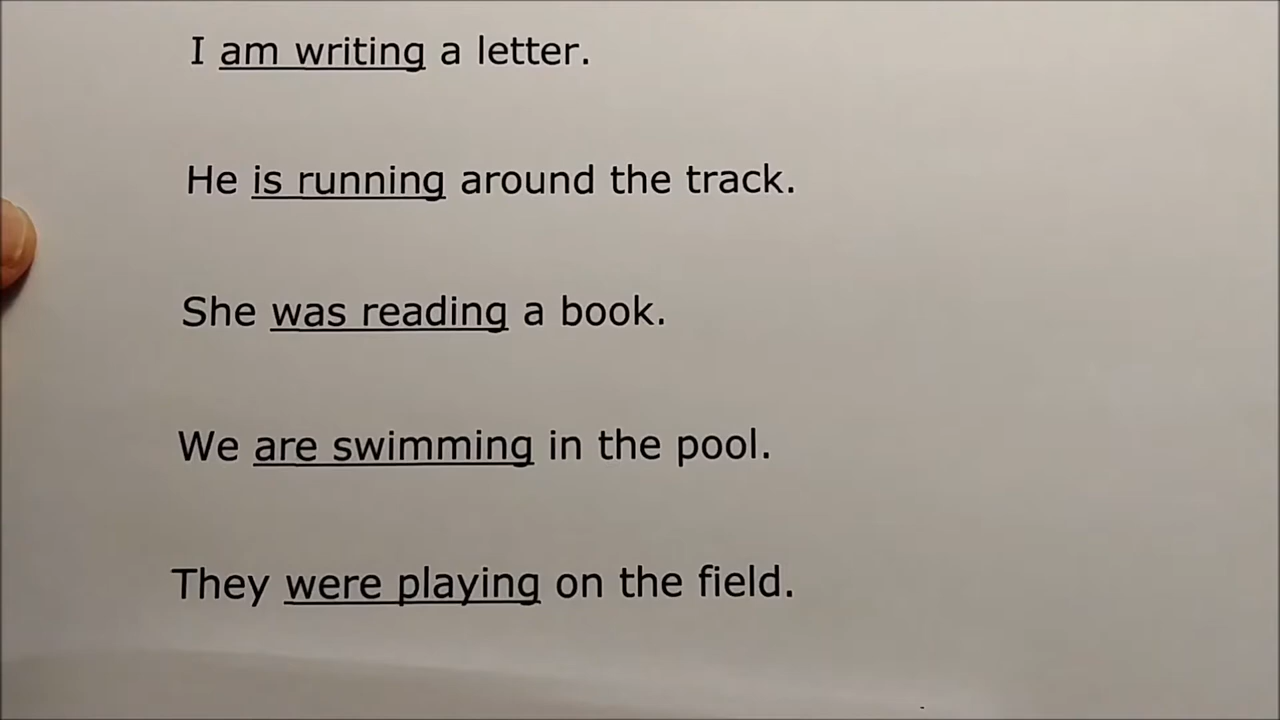 I am writing a letter.
He is running around the track.
She was reading a book.
We are swimming in the pool.
They were playing on the field.